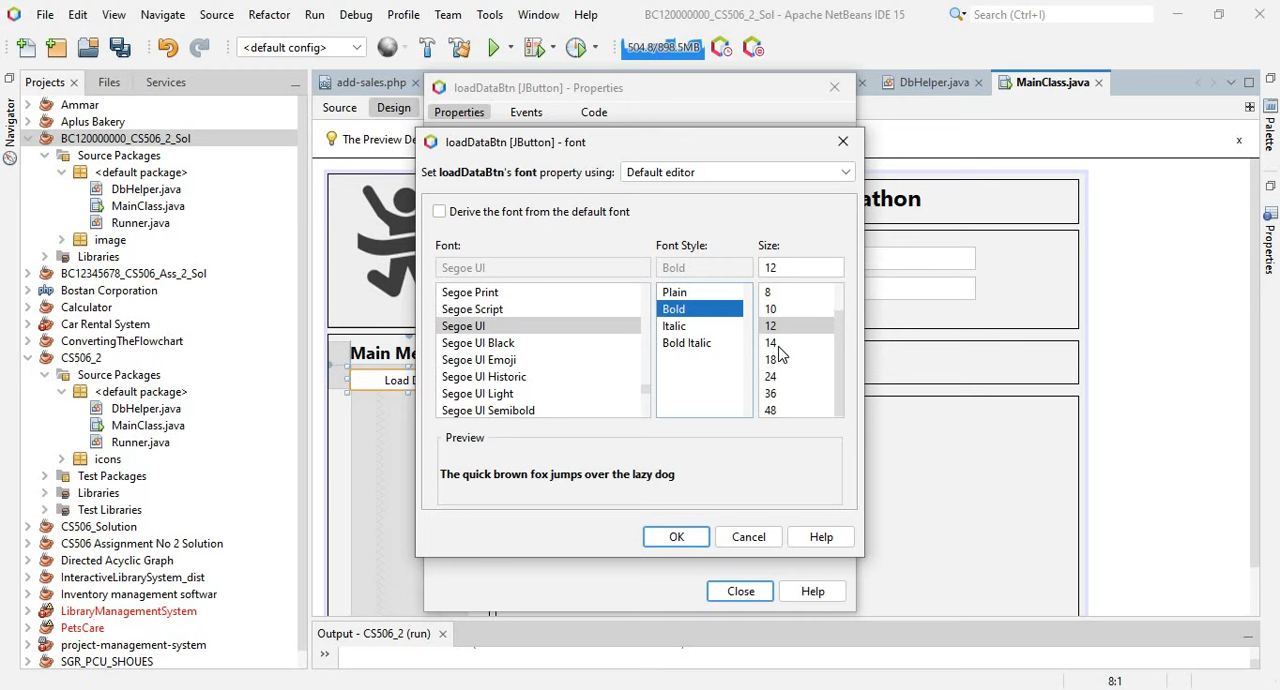 File Edit View Navigate Source Refactor Run Debug Profile Team Tools Window Help
BC120000000_CS506_2_Sol - Apache NetBeans IDE 15
Search (Ctrl+I)
<default config>
504.8/898.5MB
Projects Files Services
add-sales.php
DbHelper.java
MainClass.java
Source Design
The Preview De
x
Navigator
Palette
Properties
Ammar
Aplus Bakery
BC120000000_CS506_2_Sol
Source Packages
<default package>
DbHelper.java
MainClass.java
Runner.java
image
Libraries
BC12345678_CS506_Ass_2_Sol
Bostan Corporation
Calculator
Car Rental System
ConvertingTheFlowchart
CS506_2
Source Packages
<default package>
DbHelper.java
MainClass.java
Runner.java
icons
Test Packages
Libraries
Test Libraries
CS506_Solution
CS506 Assignment No 2 Solution
Directed Acyclic Graph
InteractiveLibrarySystem_dist
Inventory management softwar
LibraryManagementSystem
PetsCare
project-management-system
SGR_PCU_SHOUES
athon
Main Me
Load D
loadDataBtn [JButton] - Properties
Properties Events Code
loadDataBtn [JButton] - font
Set loadDataBtn's font property using: Default editor
Derive the font from the default font
Font: Font Style: Size:
Segoe UI Bold 12
Segoe Print Plain 8
Segoe Script Bold 10
Segoe UI Italic 12
Segoe UI Black Bold Italic 14
Segoe UI Emoji 18
Segoe UI Historic 24
Segoe UI Light 36
Segoe UI Semibold 48
Preview
The quick brown fox jumps over the lazy dog
OK Cancel Help
Close Help
Output - CS506_2 (run)
8:1